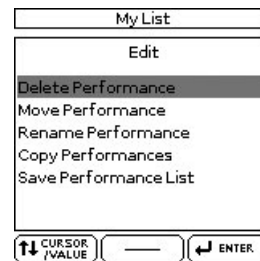 My List
Edit
Delete Performance
Move Performance
Rename Performance
Copy Performances
Save Performance List
CURSOR
/VALUE
ENTER